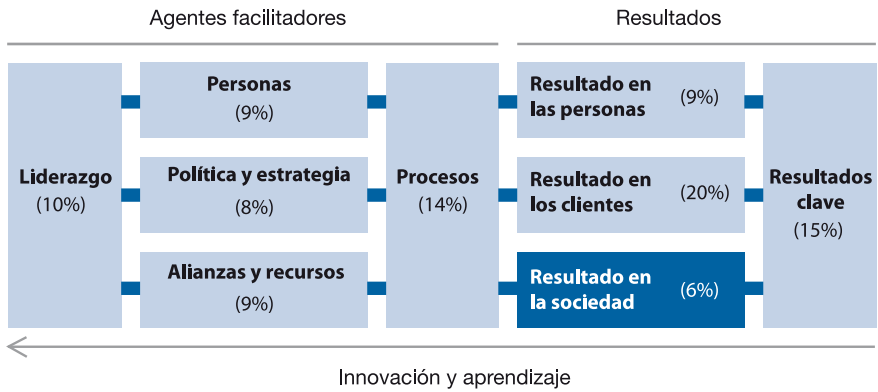 Agentes facilitadores
Resultados
Liderazgo
(10%)
Personas
(9%)
Política y estrategia
(8%)
Alianzas y recursos
(9%)
Procesos
(14%)
Resultado en
las personas
(9%)
Resultado en
los clientes
(20%)
Resultado en
la sociedad
(6%)
Resultados
clave
(15%)
Innovación y aprendizaje